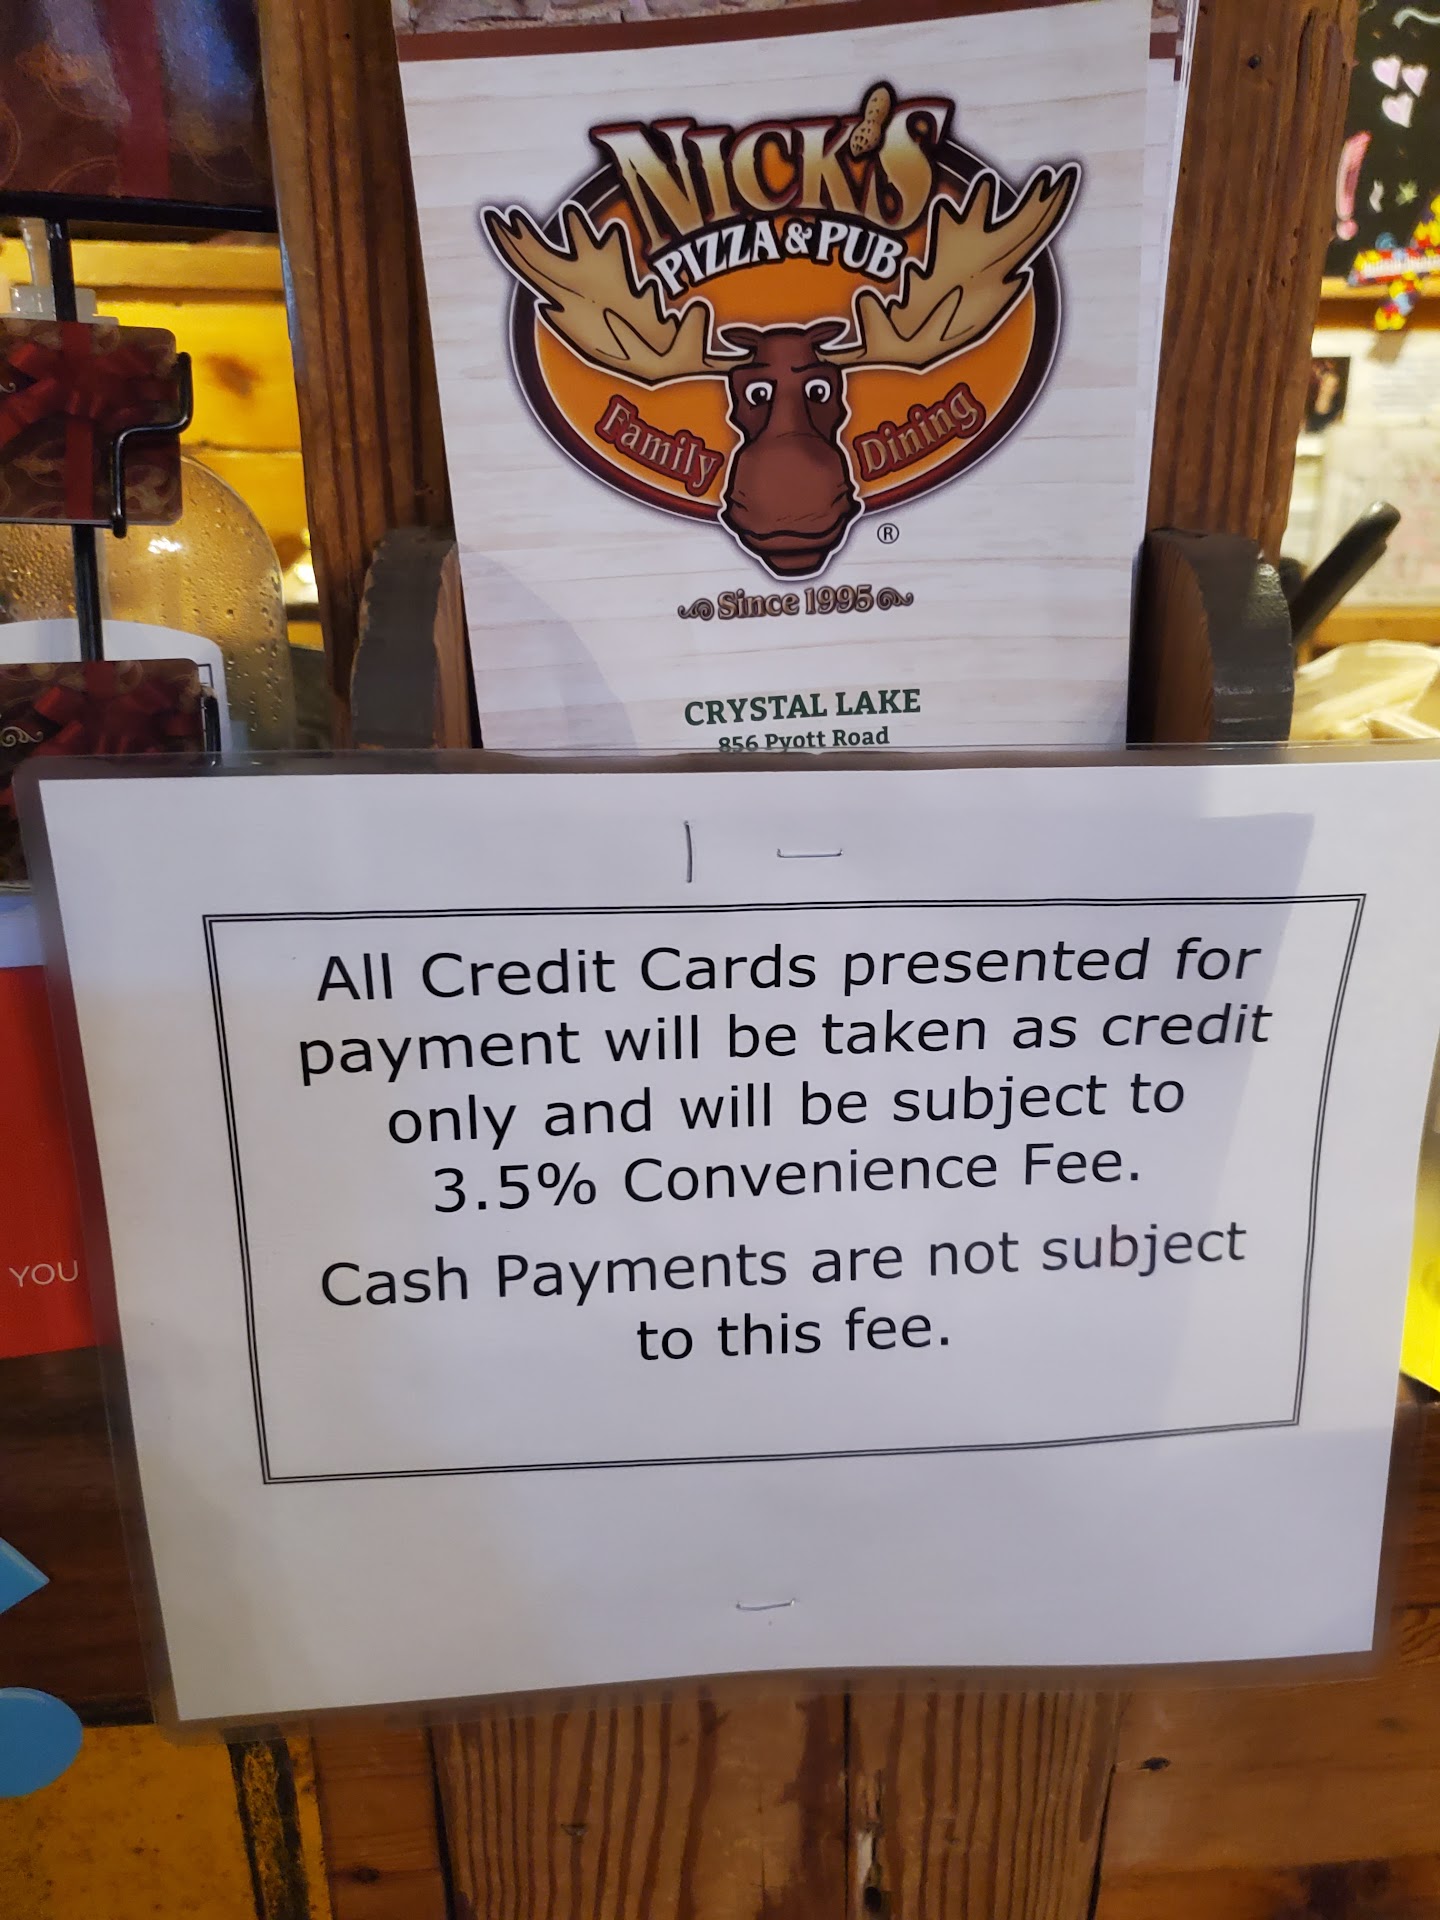 NICK'S
PIZZA & PUB
Family Dining
®
Since 1995
CRYSTAL LAKE
856 Pyott Road
All Credit Cards presented for
payment will be taken as credit
only and will be subject to
3.5% Convenience Fee.
Cash Payments are not subject
to this fee.
YOU